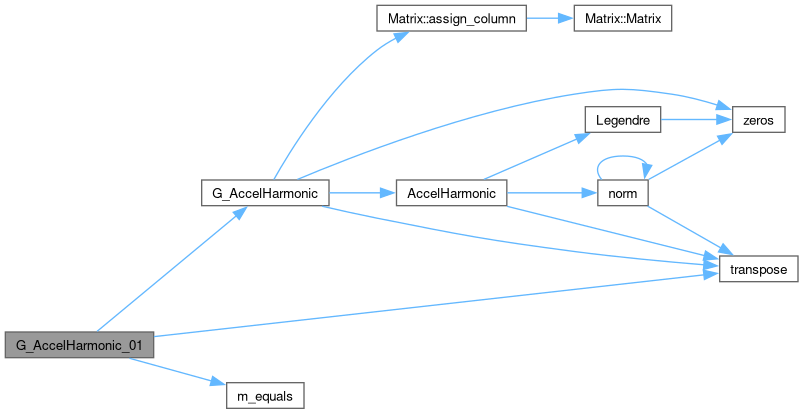 Matrix::assign_column
Matrix::Matrix
Legendre
zeros
G_AccelHarmonic
AccelHarmonic
norm
transpose
G_AccelHarmonic_01
m_equals